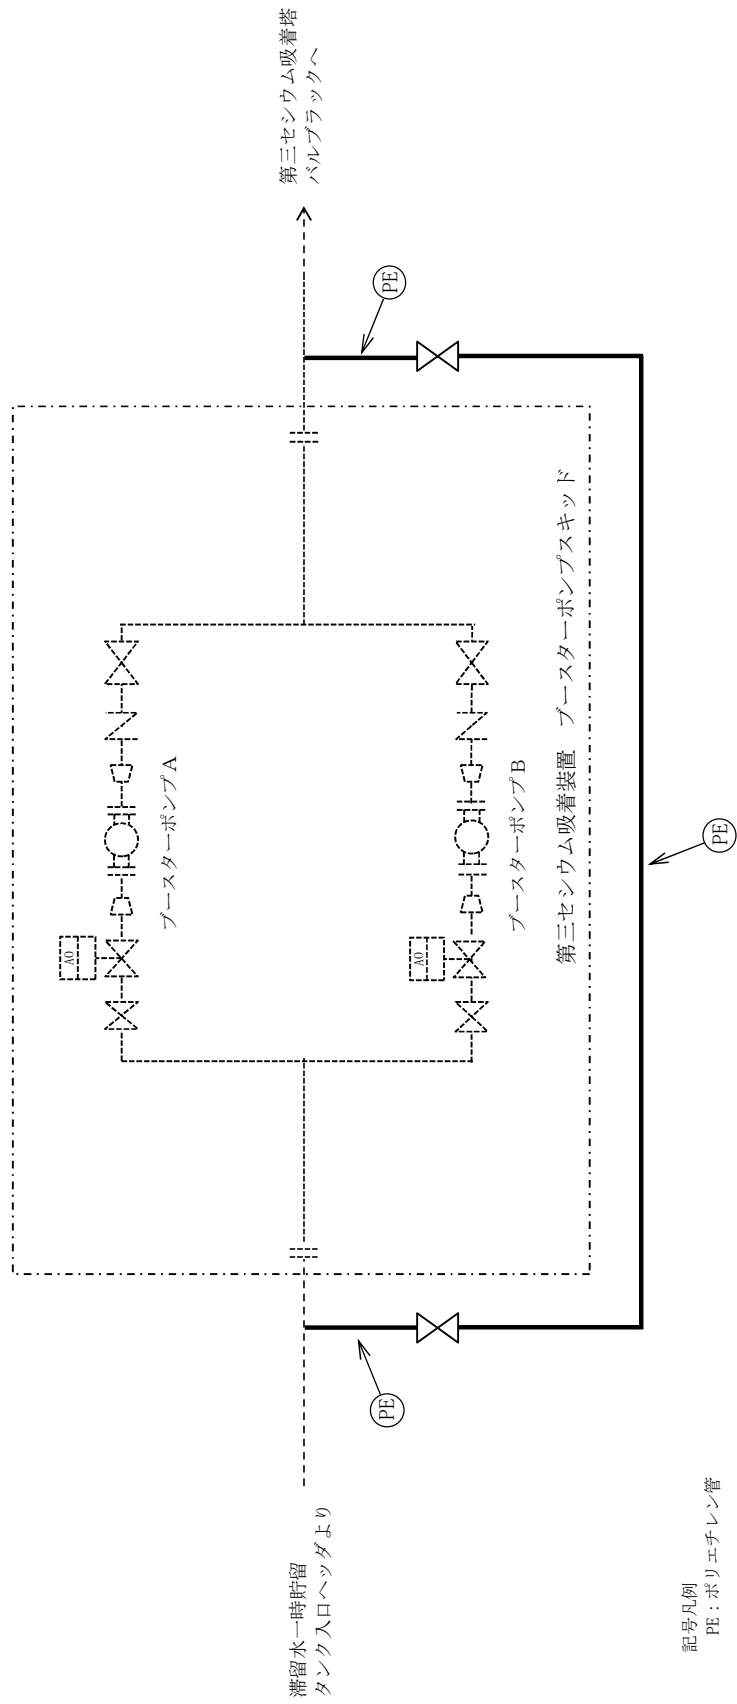 滞留水一時貯留
タンク入口ヘッダより
PE
AO
ブースターポンプA
AO
ブースターポンプB
第三セシウム吸着装置　ブースターポンプスキッド
PE
PE
第三セシウム吸着塔
バルブラックへ
記号凡例
PE：ポリエチレン管